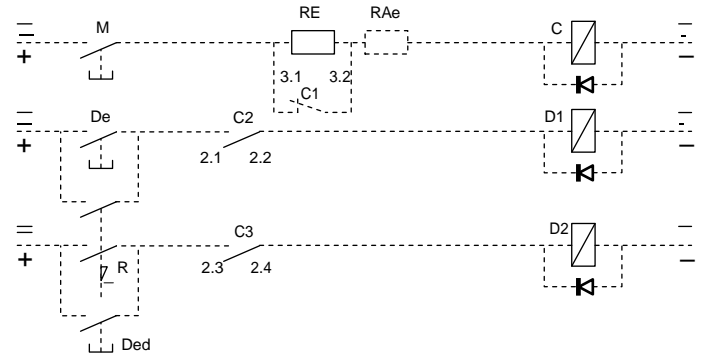 RE RAe
M C
+ −
3.1 3.2
C1
De C2 D1
+ −
2.1 2.2
C3 D2
+ −
R 2.3 2.4
Ded